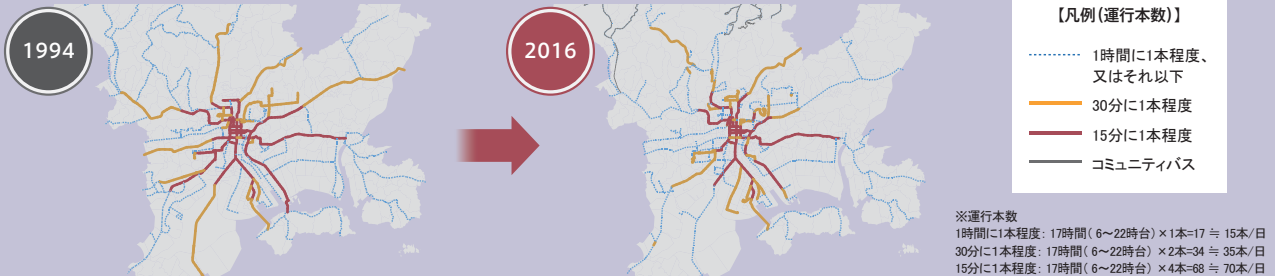 1994
2016
【凡例(運行本数)】
1時間に1本程度、
又はそれ以下
30分に1本程度
15分に1本程度
コミュニティバス
※運行本数
1時間に1本程度: 17時間( 6〜22時台) ×1本=17 ≒ 15本/日
30分に1本程度: 17時間( 6〜22時台) ×2本=34 ≒ 35本/日
15分に1本程度: 17時間( 6〜22時台) ×4本=68 ≒ 70本/日